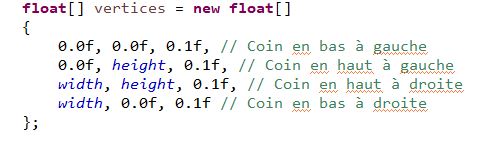 float[] vertices = new float[]
{
0.0f, 0.0f, 0.1f, // Coin en bas à gauche
0.0f, height, 0.1f, // Coin en haut à gauche
width, height, 0.1f, // Coin en haut à droite
width, 0.0f, 0.1f // Coin en bas à droite
};